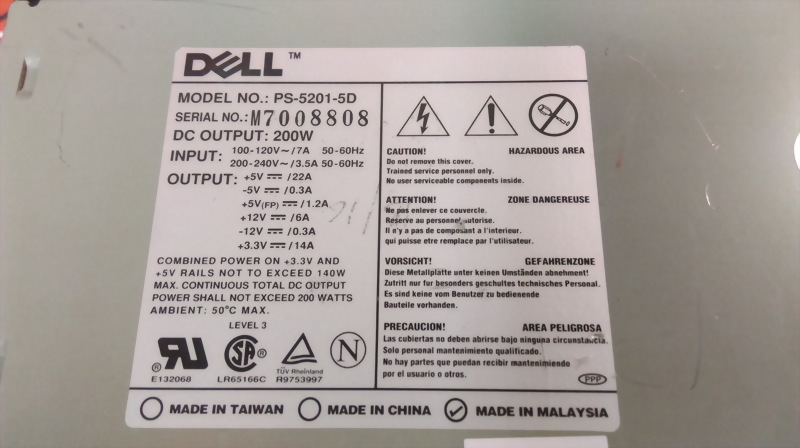 DELL™
MODEL NO.: PS-5201-5D
SERIAL NO.: M7008808
DC OUTPUT: 200W
INPUT: 100-120V~/7A 50-60Hz
200-240V~/3.5A 50-60Hz
OUTPUT: +5V ⎓ /22A
-5V ⎓ /0.3A
+5V(FP) ⎓ /1.2A
+12V ⎓ /6A
-12V ⎓ /0.3A
+3.3V ⎓ /14A
COMBINED POWER ON +3.3V AND
+5V RAILS NOT TO EXCEED 140W
MAX. CONTINUOUS TOTAL DC OUTPUT
POWER SHALL NOT EXCEED 200 WATTS
AMBIENT: 50°C MAX.
LEVEL 3
E132068
LR65166C
TÜV Rheinland
R9753997
N
CAUTION! HAZARDOUS AREA
Do not remove this cover.
Trained service personnel only.
No user serviceable components inside.
ATTENTION! ZONE DANGEREUSE
Ne pas enlever ce couvercle.
Reserve au personnel autorise.
Il n'y a pas de composant a l'interieur.
qui puisse etre remplace par l'utilisateur.
VORSICHT! GEFAHRENZONE
Diese Metallplätte unter keinen Umständen abnehment!
Zutritt nur fur besonders geschultes technisches Personal.
Es sind keine vom Benutzer zu bedienende
Bauteile vorhanden.
PRECAUCION! AREA PELIGROSA
Las cubiertas no deben abrirse bajo ninguna circunstancia.
Solo personal mantenimiento qualificado.
No hay partes que puedan recibir mantenimiendo
por el usuario o otros.
PPP
MADE IN TAIWAN MADE IN CHINA MADE IN MALAYSIA